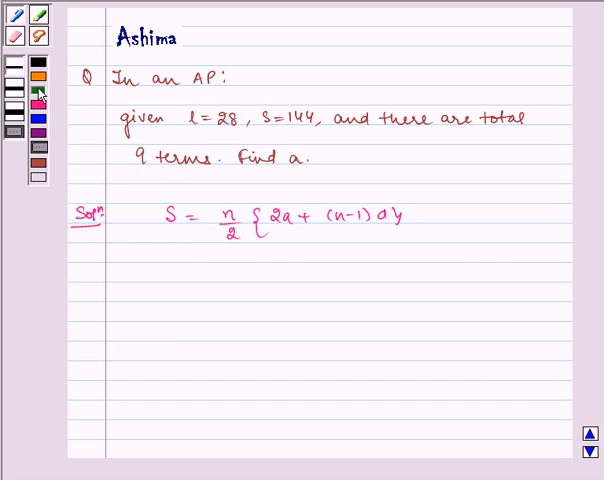 Ashima
Q In an AP:
given l=28, S=144, and there are total
9 terms. Find a.
Solⁿ: S = n/2 { 2a + (n-1) d }